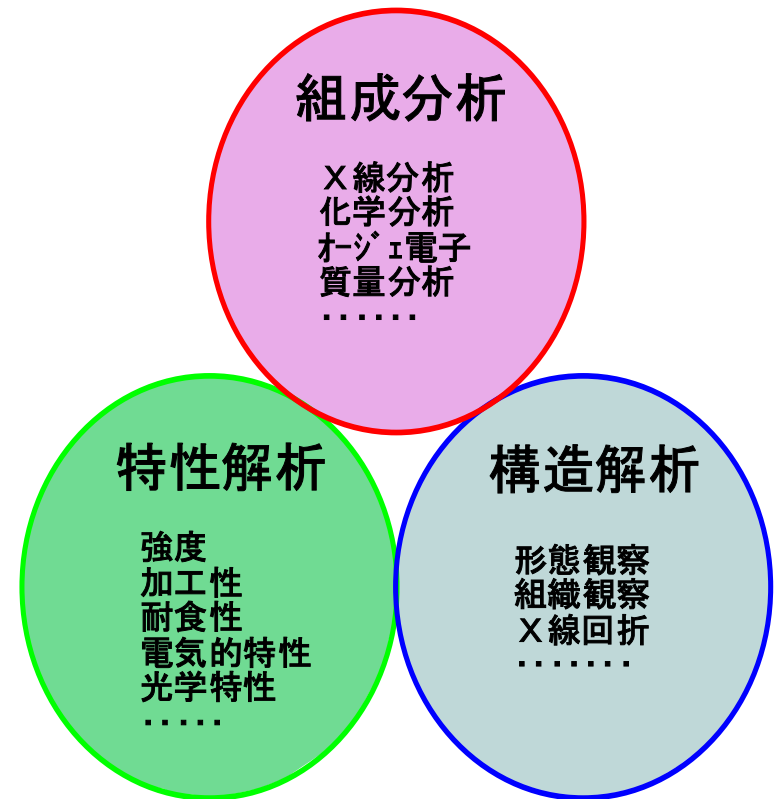 組成分析
X線分析
化学分析
オージェ電子
質量分析
・・・・・・
特性解析
強度
加工性
耐食性
電気的特性
光学特性
・・・・・
構造解析
形態観察
組織観察
X線回折
・・・・・・・